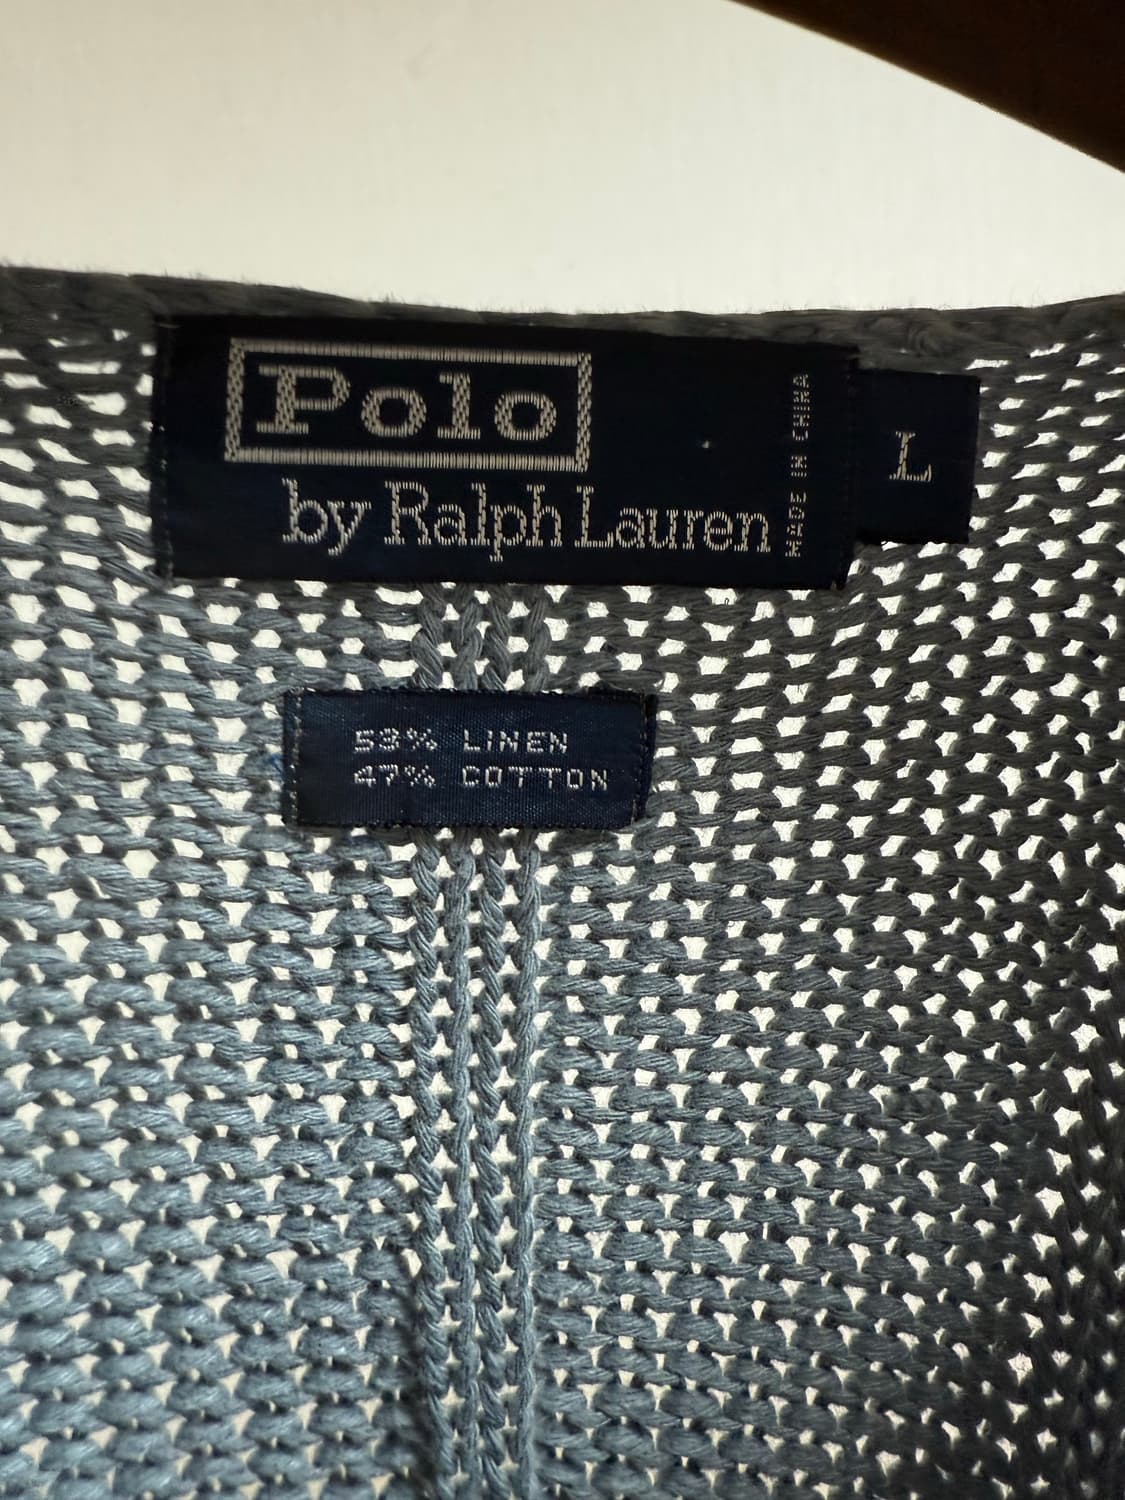 Polo
by Ralph Lauren
MADE IN CHINA
L
53% LINEN
47% COTTON